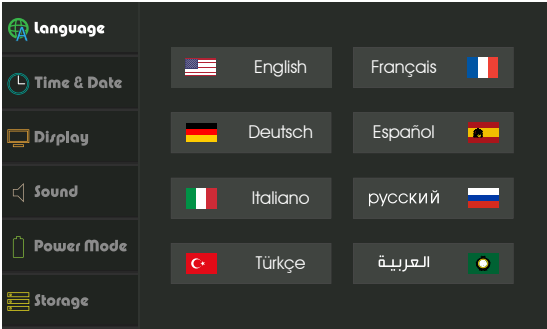 Language
Time & Date
Display
Sound
Power Mode
Storage
English
Français
Deutsch
Español
Italiano
русский
Türkçe
العربية